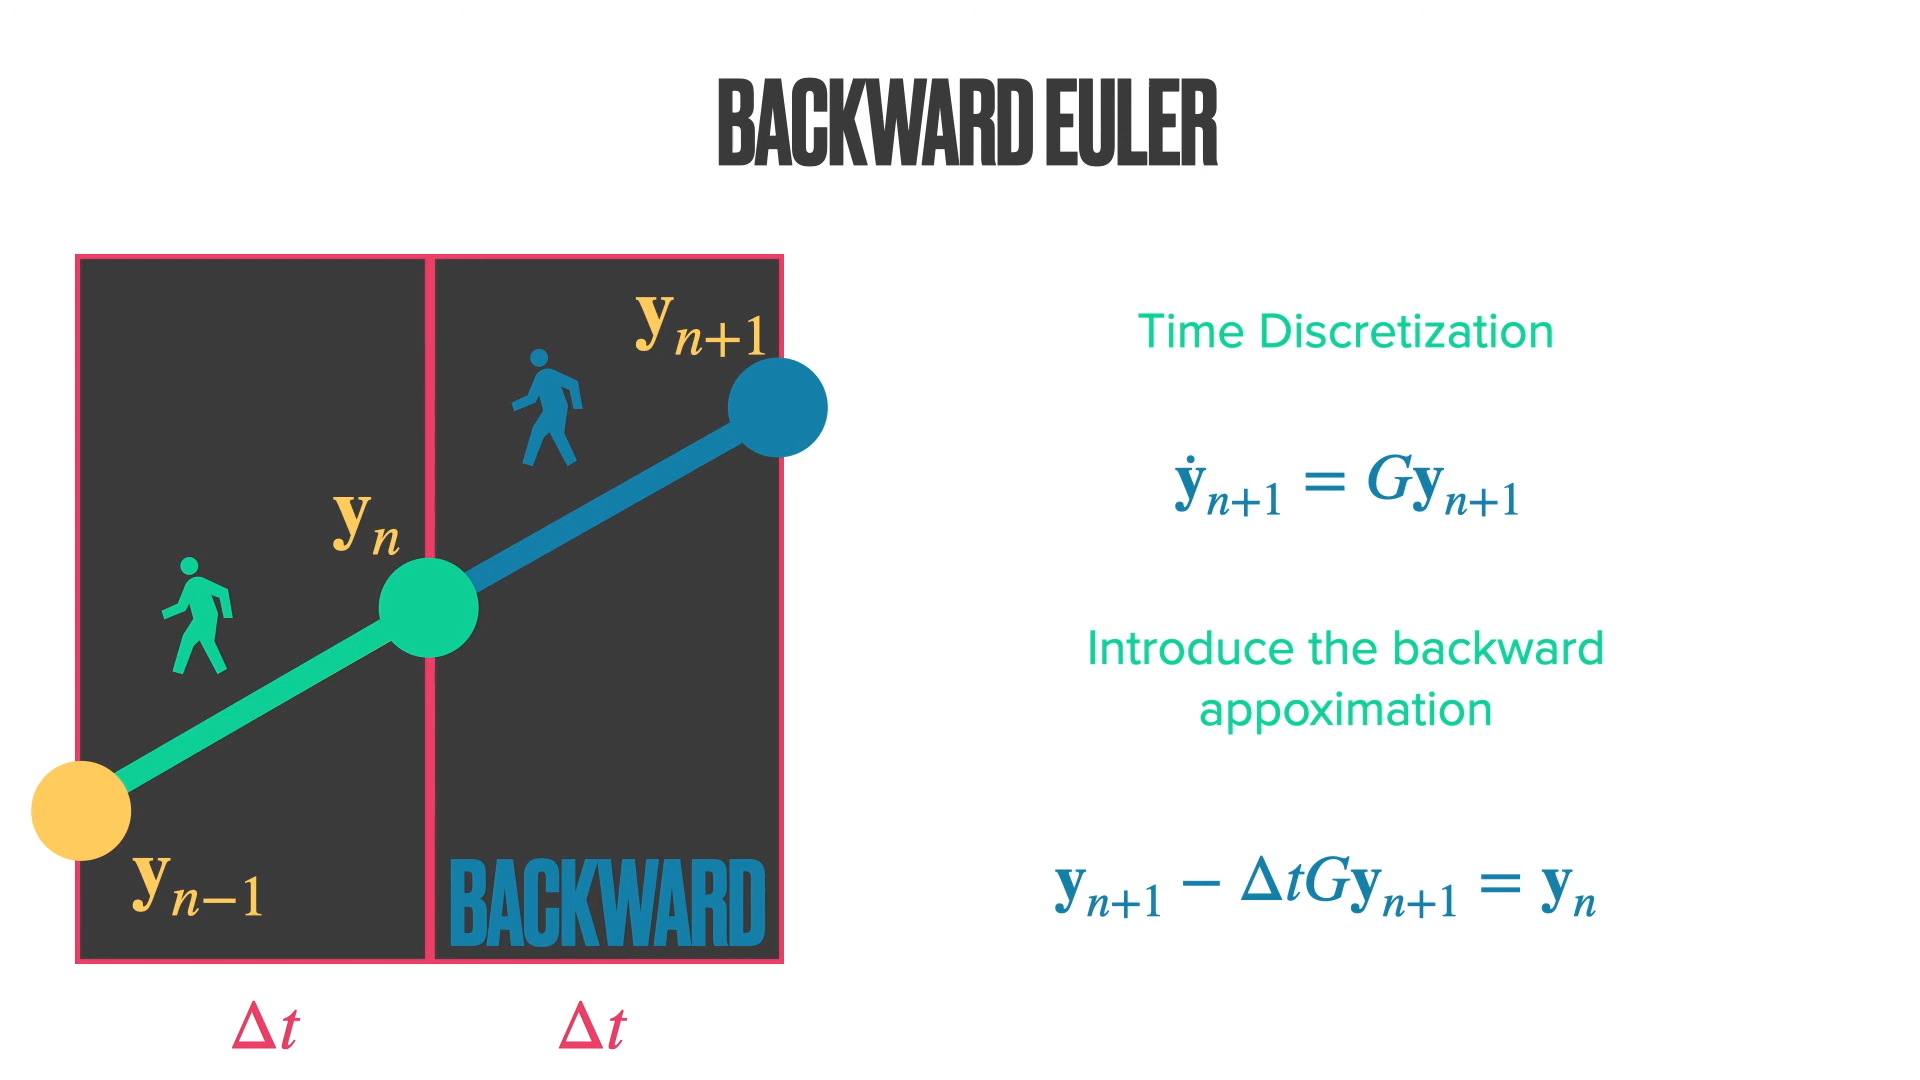 BACKWARD EULER
𝐲ₙ₊₁
𝐲ₙ
𝐲ₙ₋₁
BACKWARD
Δt
Δt
Time Discretization
ẏₙ₊₁ = G𝐲ₙ₊₁
Introduce the backward
appoximation
𝐲ₙ₊₁ − ΔtG𝐲ₙ₊₁ = 𝐲ₙ